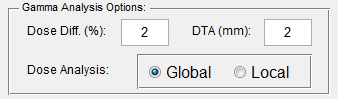 Gamma Analysis Options:
Dose Diff. (%): 2 DTA (mm): 2
Dose Analysis: Global Local